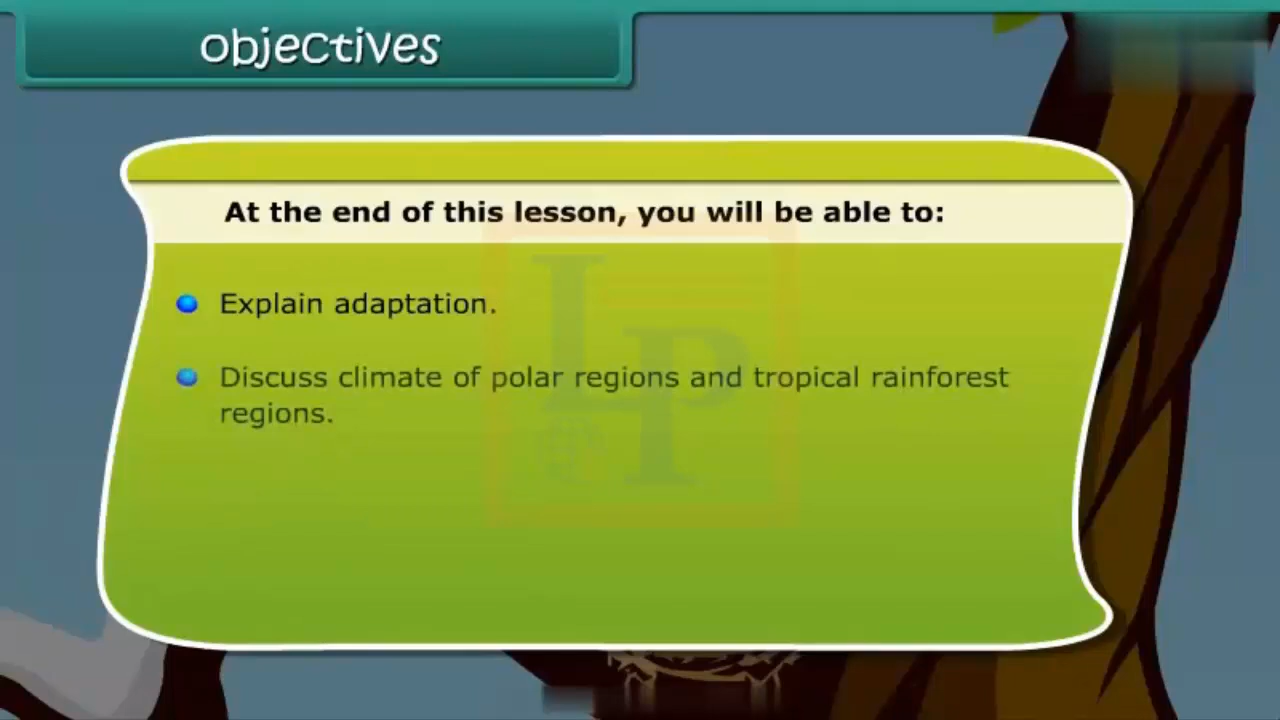 objectives
At the end of this lesson, you will be able to:
Explain adaptation.
Discuss climate of polar regions and tropical rainforest
regions.
LP